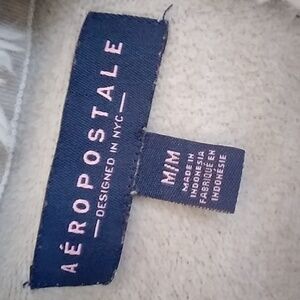 AÉROPOSTALE
—DESIGNED IN NYC—
M/M
MADE IN
INDONESIA
FABRIQUÉ EN
INDONÉSIE